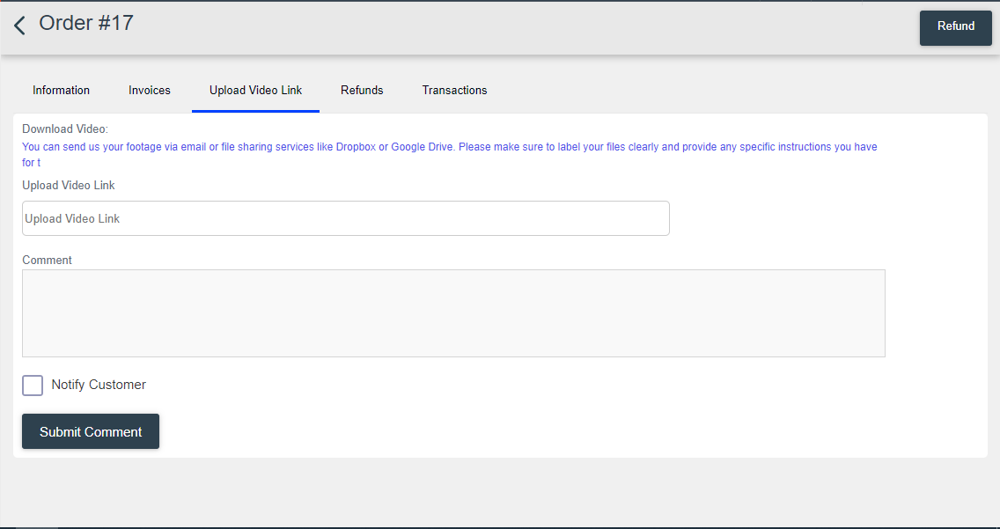 Order #17
Refund
Information
Invoices
Upload Video Link
Refunds
Transactions
Download Video:
You can send us your footage via email or file sharing services like Dropbox or Google Drive. Please make sure to label your files clearly and provide any specific instructions you have
for t
Upload Video Link
Upload Video Link
Comment
Notify Customer
Submit Comment